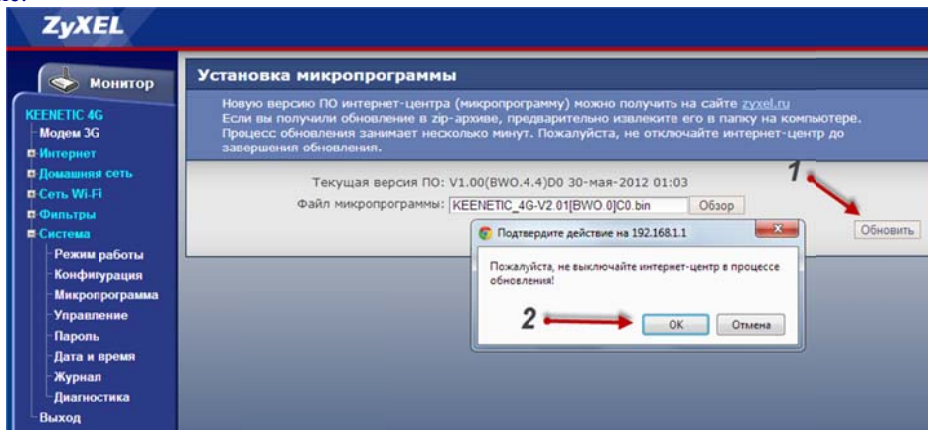 ZyXEL
Монитор
KEENETIC 4G
Модем 3G
Интернет
Домашняя сеть
Сеть Wi-Fi
Фильтры
Система
Режим работы
Конфигурация
Микропрограмма
Управление
Пароль
Дата и время
Журнал
Диагностика
Выход
Установка микропрограммы
Новую версию ПО интернет-центра (микропрограмму) можно получить на сайте zyxel.ru
Если вы получили обновление в zip-архиве, предварительно извлеките его в папку на компьютере.
Процесс обновления занимает несколько минут. Пожалуйста, не отключайте интернет-центр до
завершения обновления.
Текущая версия ПО: V1.00(BWO.4.4)D0 30-мая-2012 01:03
Файл микропрограммы: KEENETIC_4G-V2.01[BWO.0]C0.bin Обзор
1
Обновить
Подтвердите действие на 192.168.1.1
Пожалуйста, не выключайте интернет-центр в процессе
обновления!
2
OK Отмена